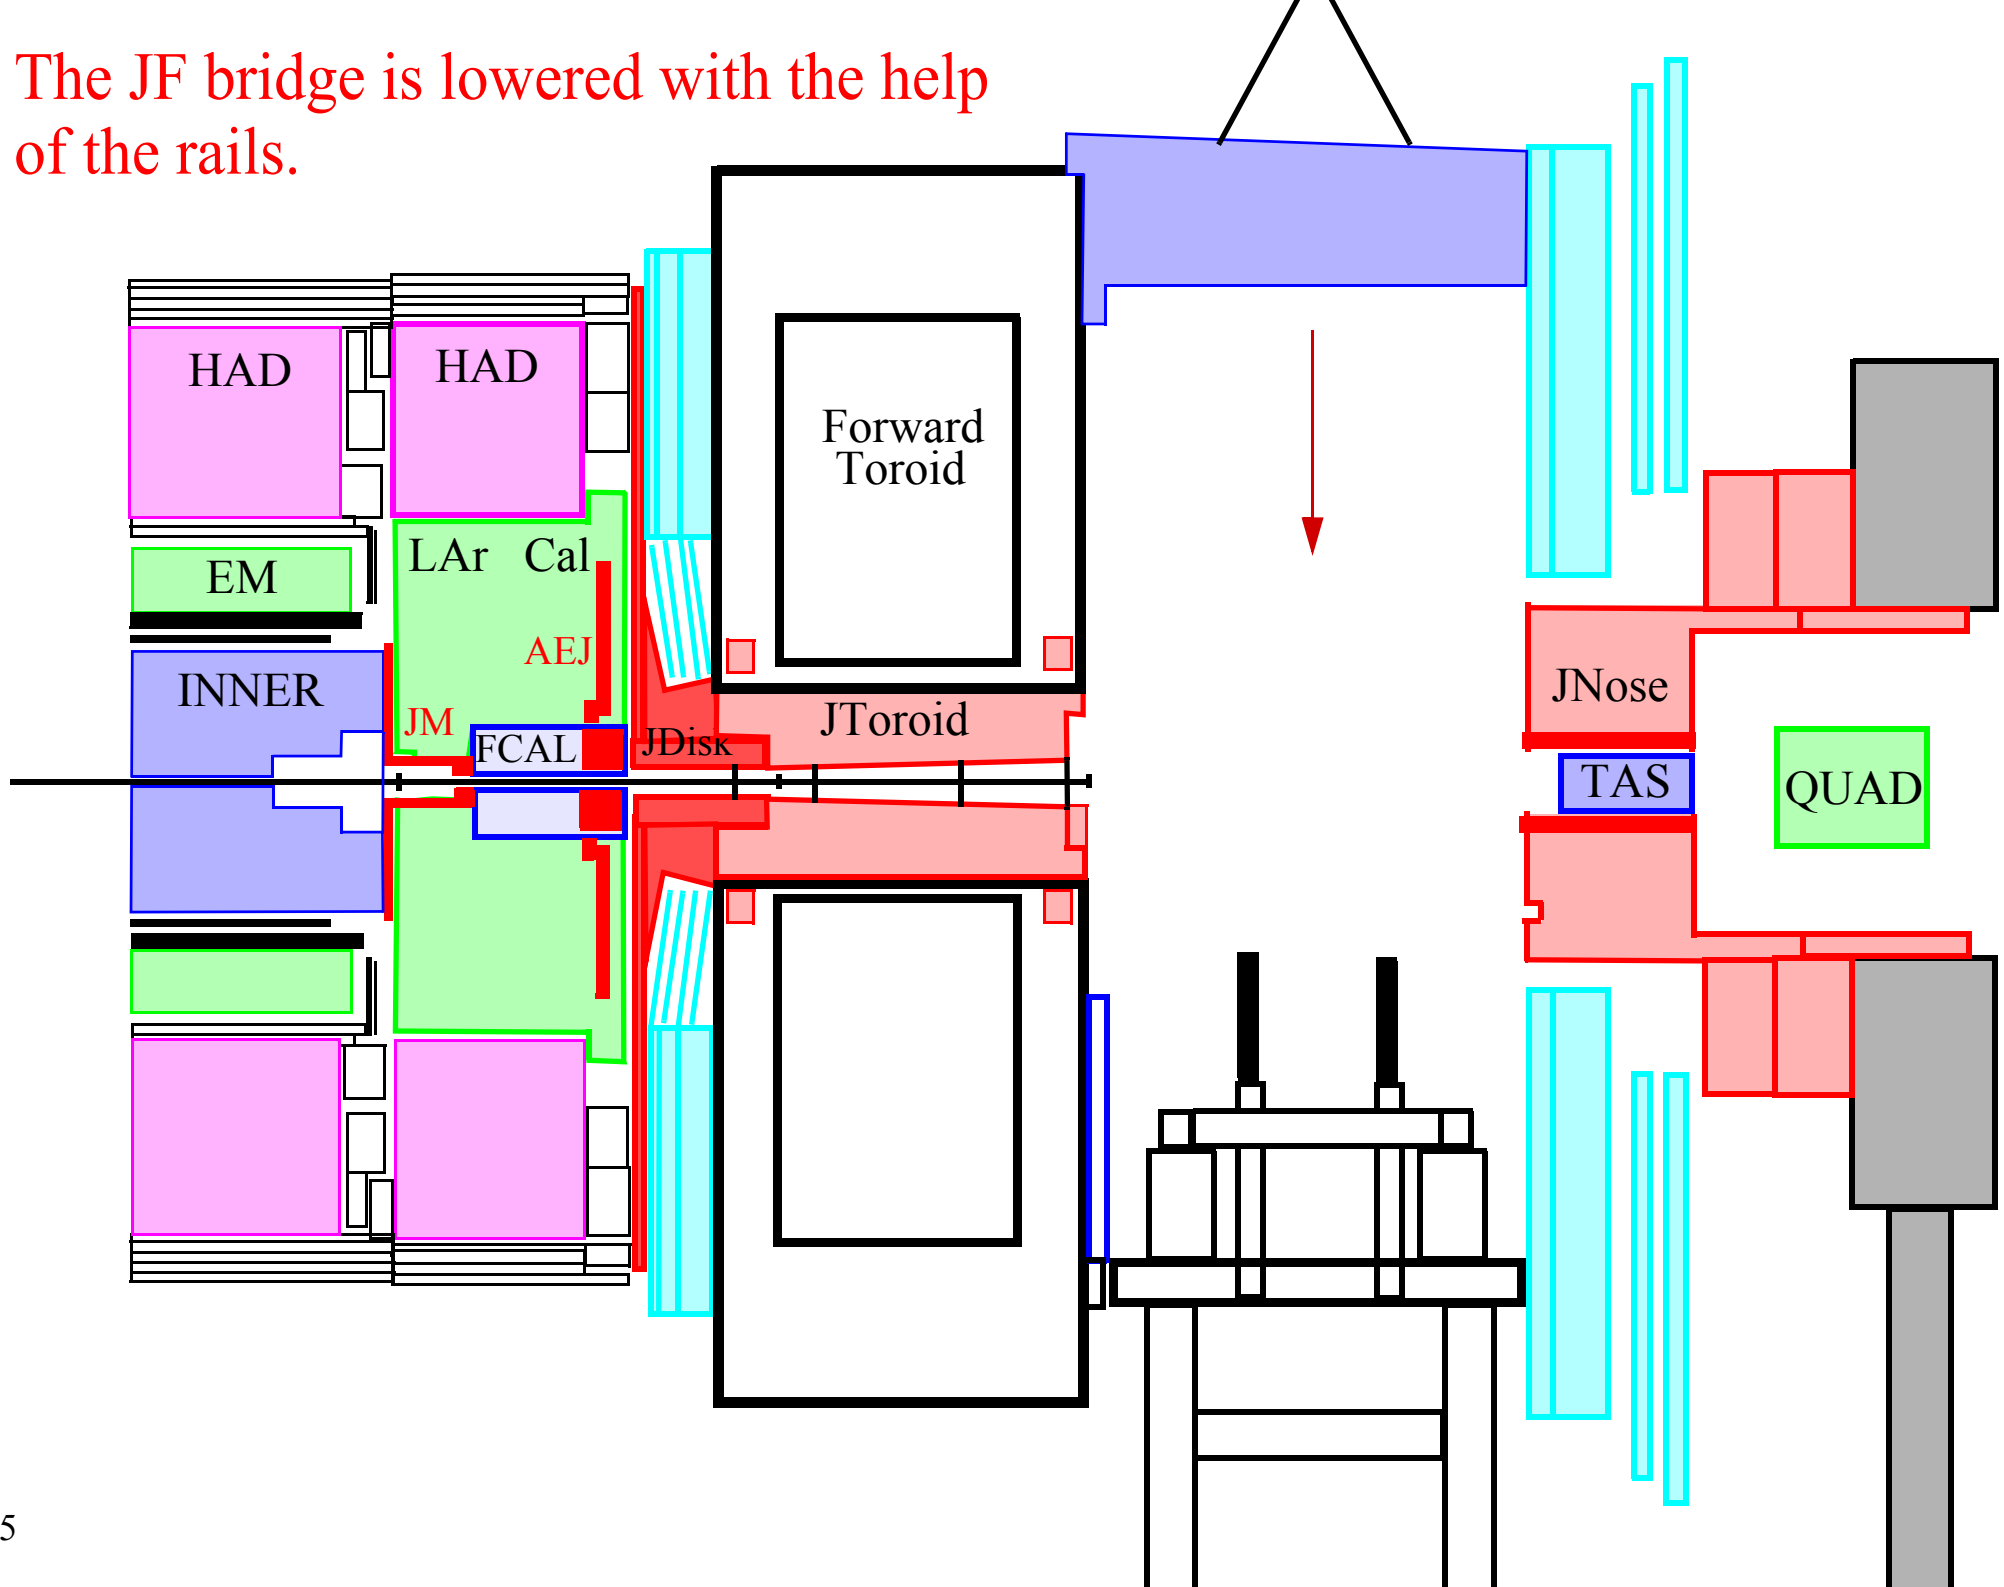 The JF bridge is lowered with the help
of the rails.
HAD
HAD
Forward
Toroid
LAr Cal
EM
AEJ
INNER
JNose
JM
JToroid
FCAL
JDisk
TAS
QUAD
5